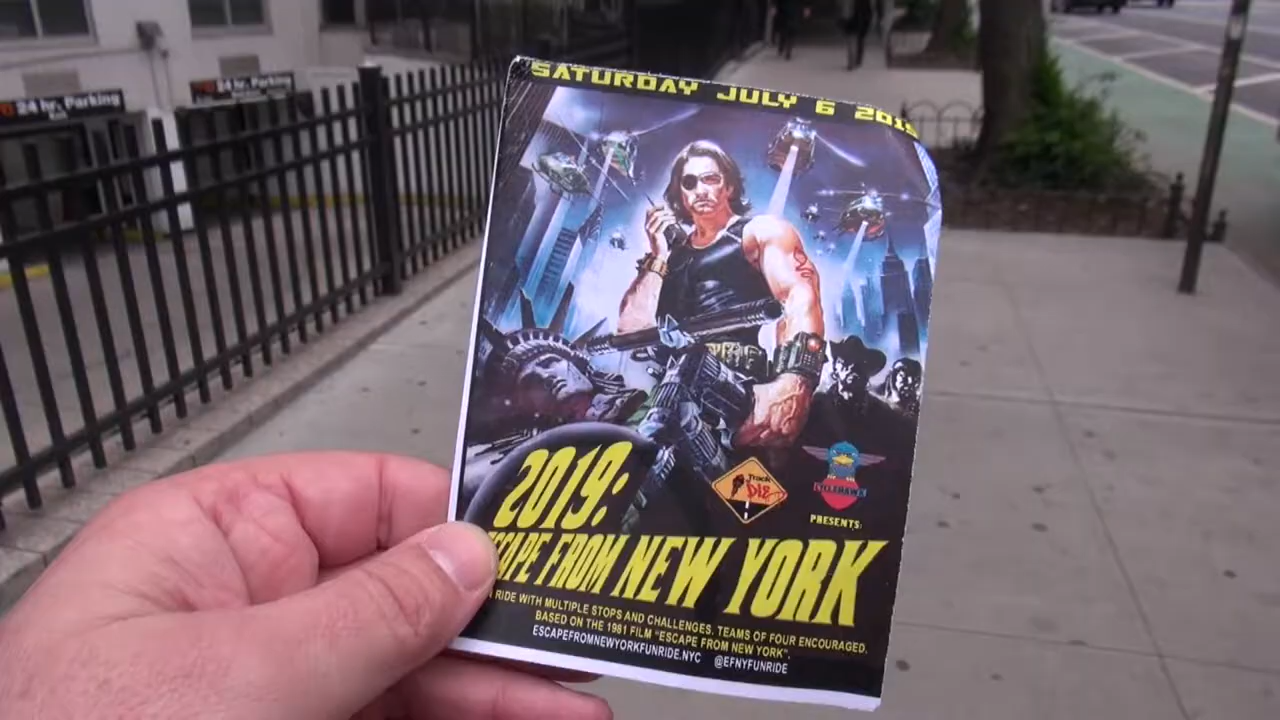 24 hr. Parking
24 hr. Parking
SATURDAY JULY 6 2019
Track
OR
DIE
PRESENTS:
2019:
ESCAPE FROM NEW YORK
RIDE WITH MULTIPLE STOPS AND CHALLENGES. TEAMS OF FOUR ENCOURAGED.
BASED ON THE 1981 FILM "ESCAPE FROM NEW YORK".
ESCAPEFROMNEWYORKFUNRIDE.NYC @EFNYFUNRIDE